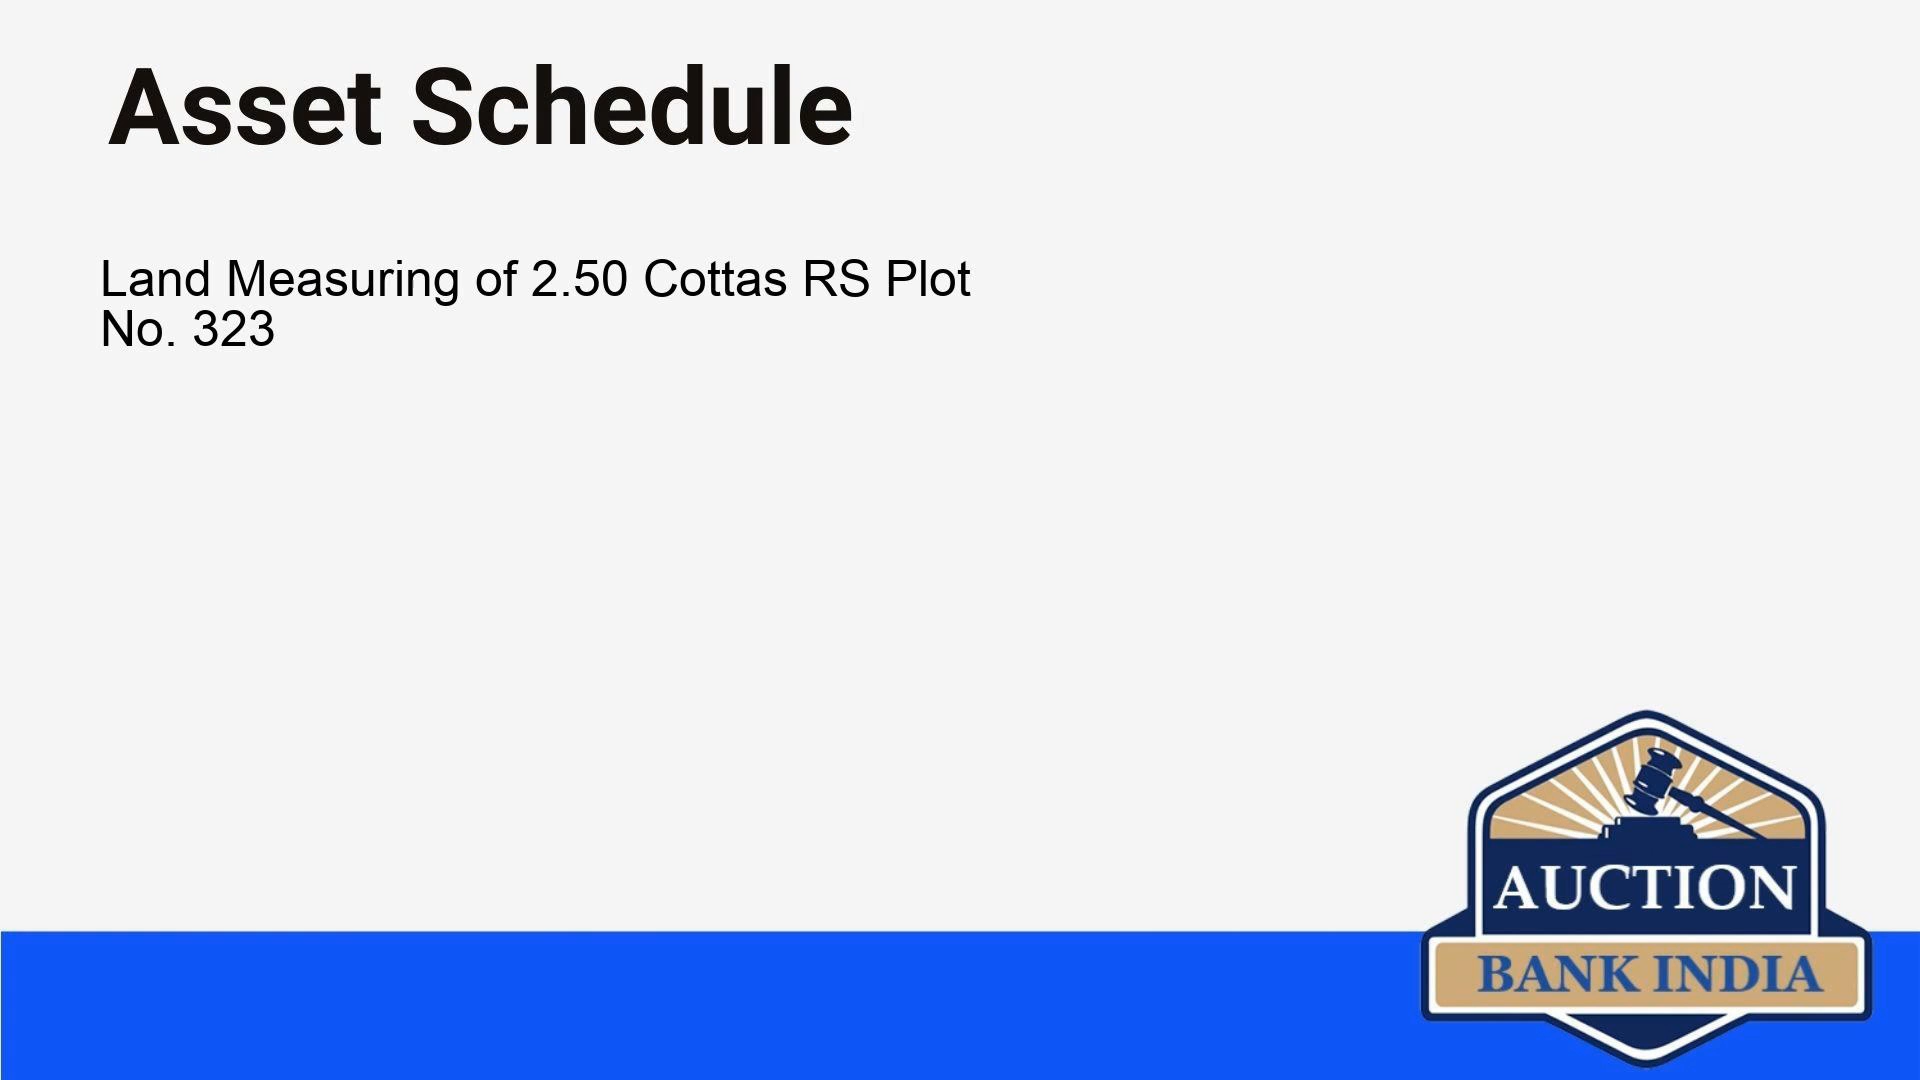 Asset Schedule
Land Measuring of 2.50 Cottas RS Plot
No. 323
AUCTION
BANK INDIA